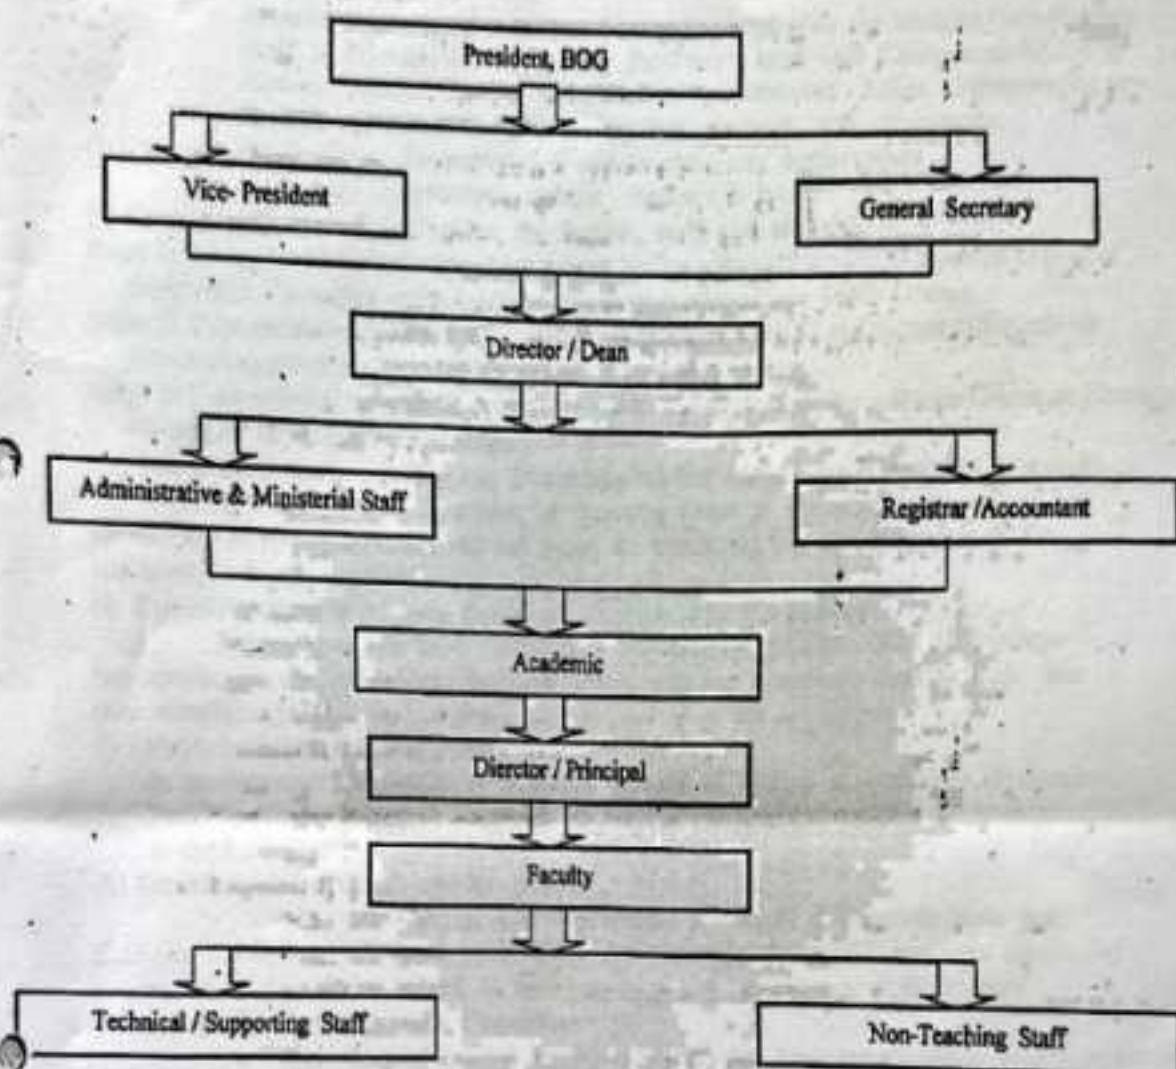 President, BOG
Vice- President
General Secretary
Director / Dean
Administrative & Ministerial Staff
Registrar /Accountant
Academic
Dierctor / Principal
Faculty
Technical / Supporting Staff
Non-Teaching Staff